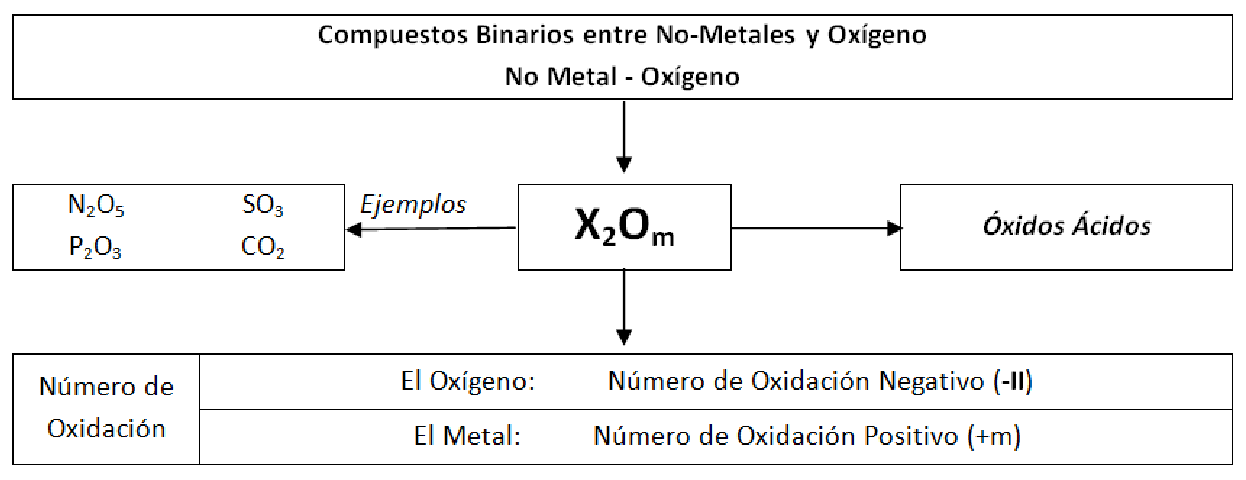 Compuestos Binarios entre No-Metales y Oxígeno
No Metal - Oxígeno
N₂O₅ SO₃
P₂O₃ CO₂
Ejemplos
X₂Oₘ
Óxidos Ácidos
Número de
Oxidación
El Oxígeno: Número de Oxidación Negativo (-II)
El Metal: Número de Oxidación Positivo (+m)